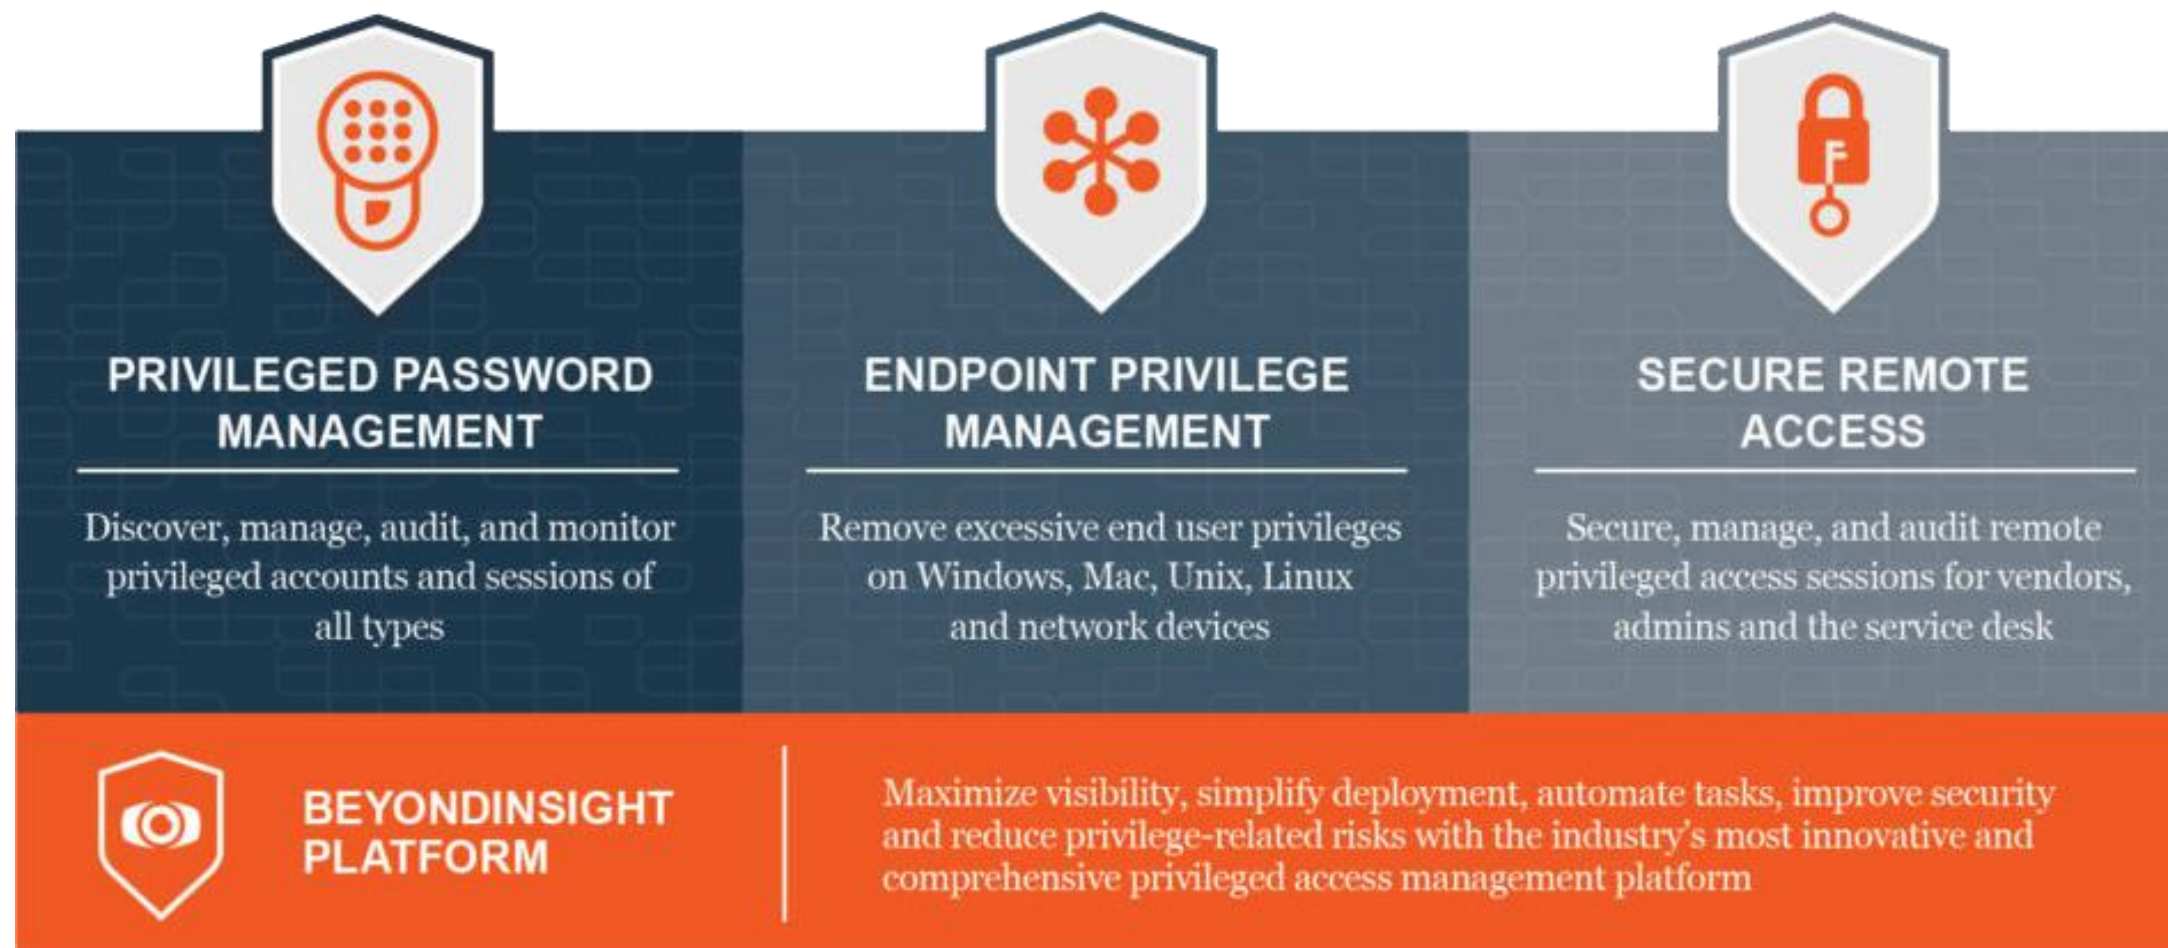 PRIVILEGED PASSWORD
MANAGEMENT
Discover, manage, audit, and monitor
privileged accounts and sessions of
all types
ENDPOINT PRIVILEGE
MANAGEMENT
Remove excessive end user privileges
on Windows, Mac, Unix, Linux
and network devices
SECURE REMOTE
ACCESS
Secure, manage, and audit remote
privileged access sessions for vendors,
admins and the service desk
BEYONDINSIGHT
PLATFORM
Maximize visibility, simplify deployment, automate tasks, improve security
and reduce privilege-related risks with the industry’s most innovative and
comprehensive privileged access management platform